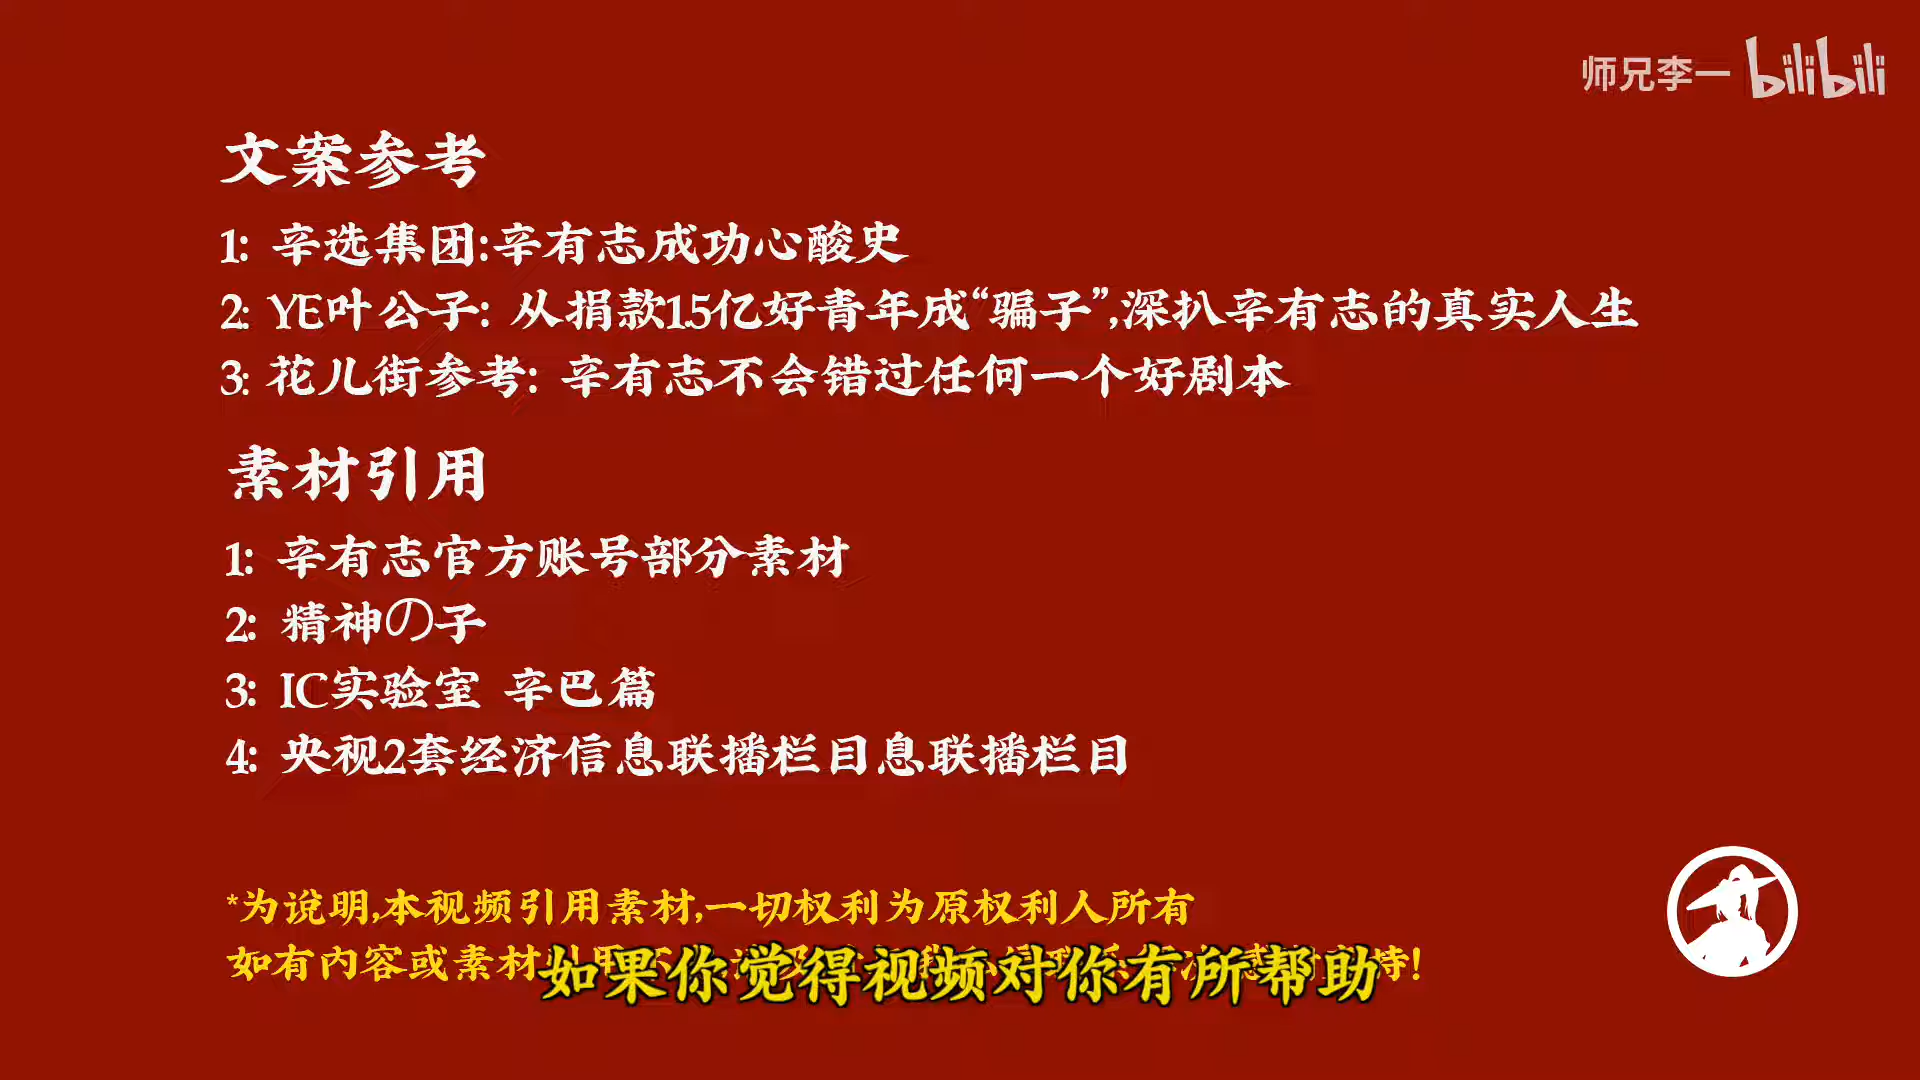 师兄李一 bilibili
文案参考
1: 辛选集团:辛有志成功心酸史
2: YE叶公子: 从捐款1.5亿好青年成“骗子”,深扒辛有志的真实人生
3: 花儿街参考: 辛有志不会错过任何一个好剧本
素材引用
1: 辛有志官方账号部分素材
2: 精神の子
3: IC实验室 辛巴篇
4: 央视2套经济信息联播栏目息联播栏目
*为说明,本视频引用素材,一切权利为原权利人所有
如有内容或素材
如果你觉得视频对你有所帮助